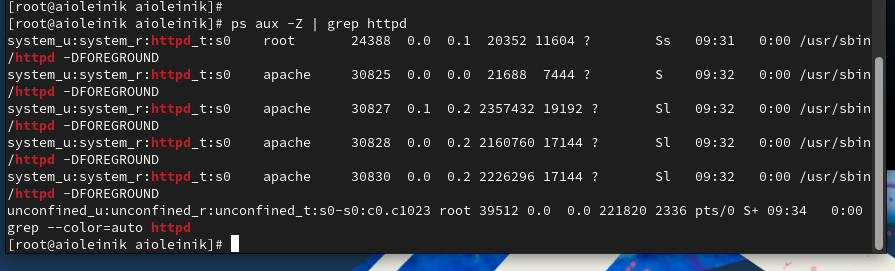 [root@aioleinik aioleinik]#
[root@aioleinik aioleinik]# ps aux -Z | grep httpd
system_u:system_r:httpd_t:s0    root       24388  0.0  0.1  20352 11604 ?        Ss   09:31   0:00 /usr/sbin
/httpd -DFOREGROUND
system_u:system_r:httpd_t:s0    apache     30825  0.0  0.0  21688  7444 ?        S    09:32   0:00 /usr/sbin
/httpd -DFOREGROUND
system_u:system_r:httpd_t:s0    apache     30827  0.1  0.2 2357432 19192 ?       Sl   09:32   0:00 /usr/sbin
/httpd -DFOREGROUND
system_u:system_r:httpd_t:s0    apache     30828  0.0  0.2 2160760 17144 ?       Sl   09:32   0:00 /usr/sbin
/httpd -DFOREGROUND
system_u:system_r:httpd_t:s0    apache     30830  0.0  0.2 2226296 17144 ?       Sl   09:32   0:00 /usr/sbin
/httpd -DFOREGROUND
unconfined_u:unconfined_r:unconfined_t:s0-s0:c0.c1023 root 39512 0.0  0.0 221820 2336 pts/0 S+ 09:34   0:00
grep --color=auto httpd
[root@aioleinik aioleinik]#